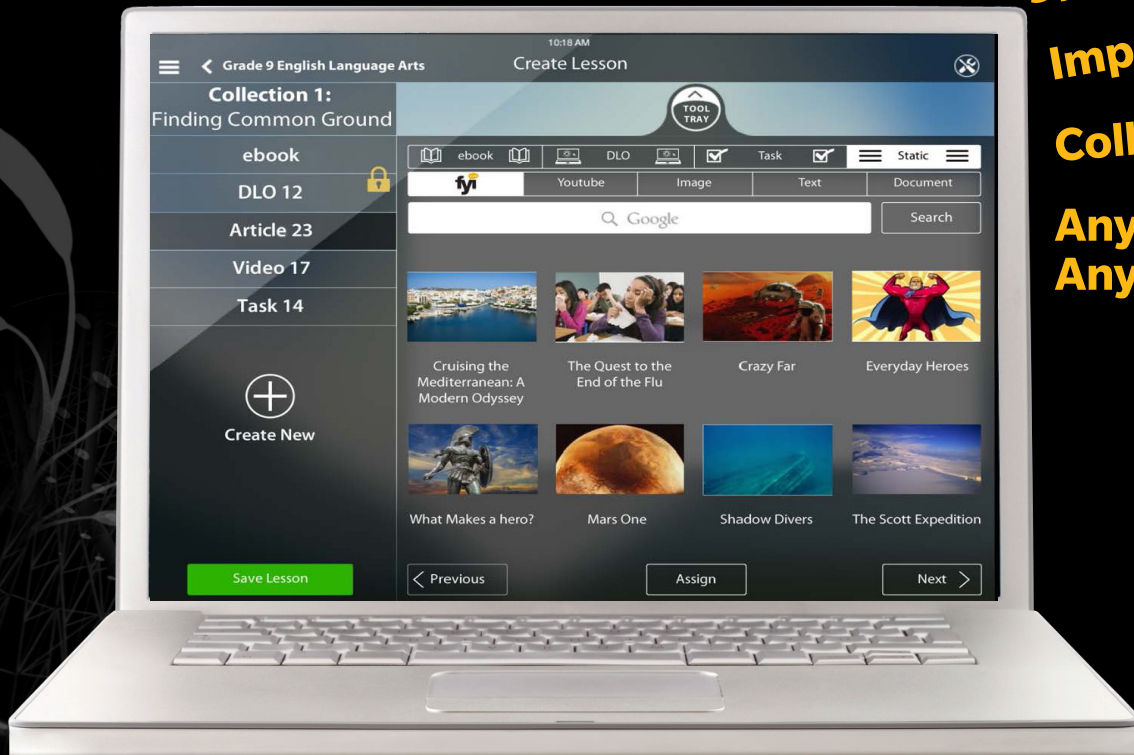 10:18 AM
Grade 9 English Language Arts
Create Lesson
Collection 1:
Finding Common Ground
ebook
DLO 12
Article 23
Video 17
Task 14
Create New
Save Lesson
TOOL
TRAY
ebook DLO Task Static
fyi Youtube Image Text Document
Google Search
Cruising the
Mediterranean: A
Modern Odyssey
The Quest to the
End of the Flu
Crazy Far
Everyday Heroes
What Makes a hero?
Mars One
Shadow Divers
The Scott Expedition
Previous Assign Next
Imp
Coll
Any
Any